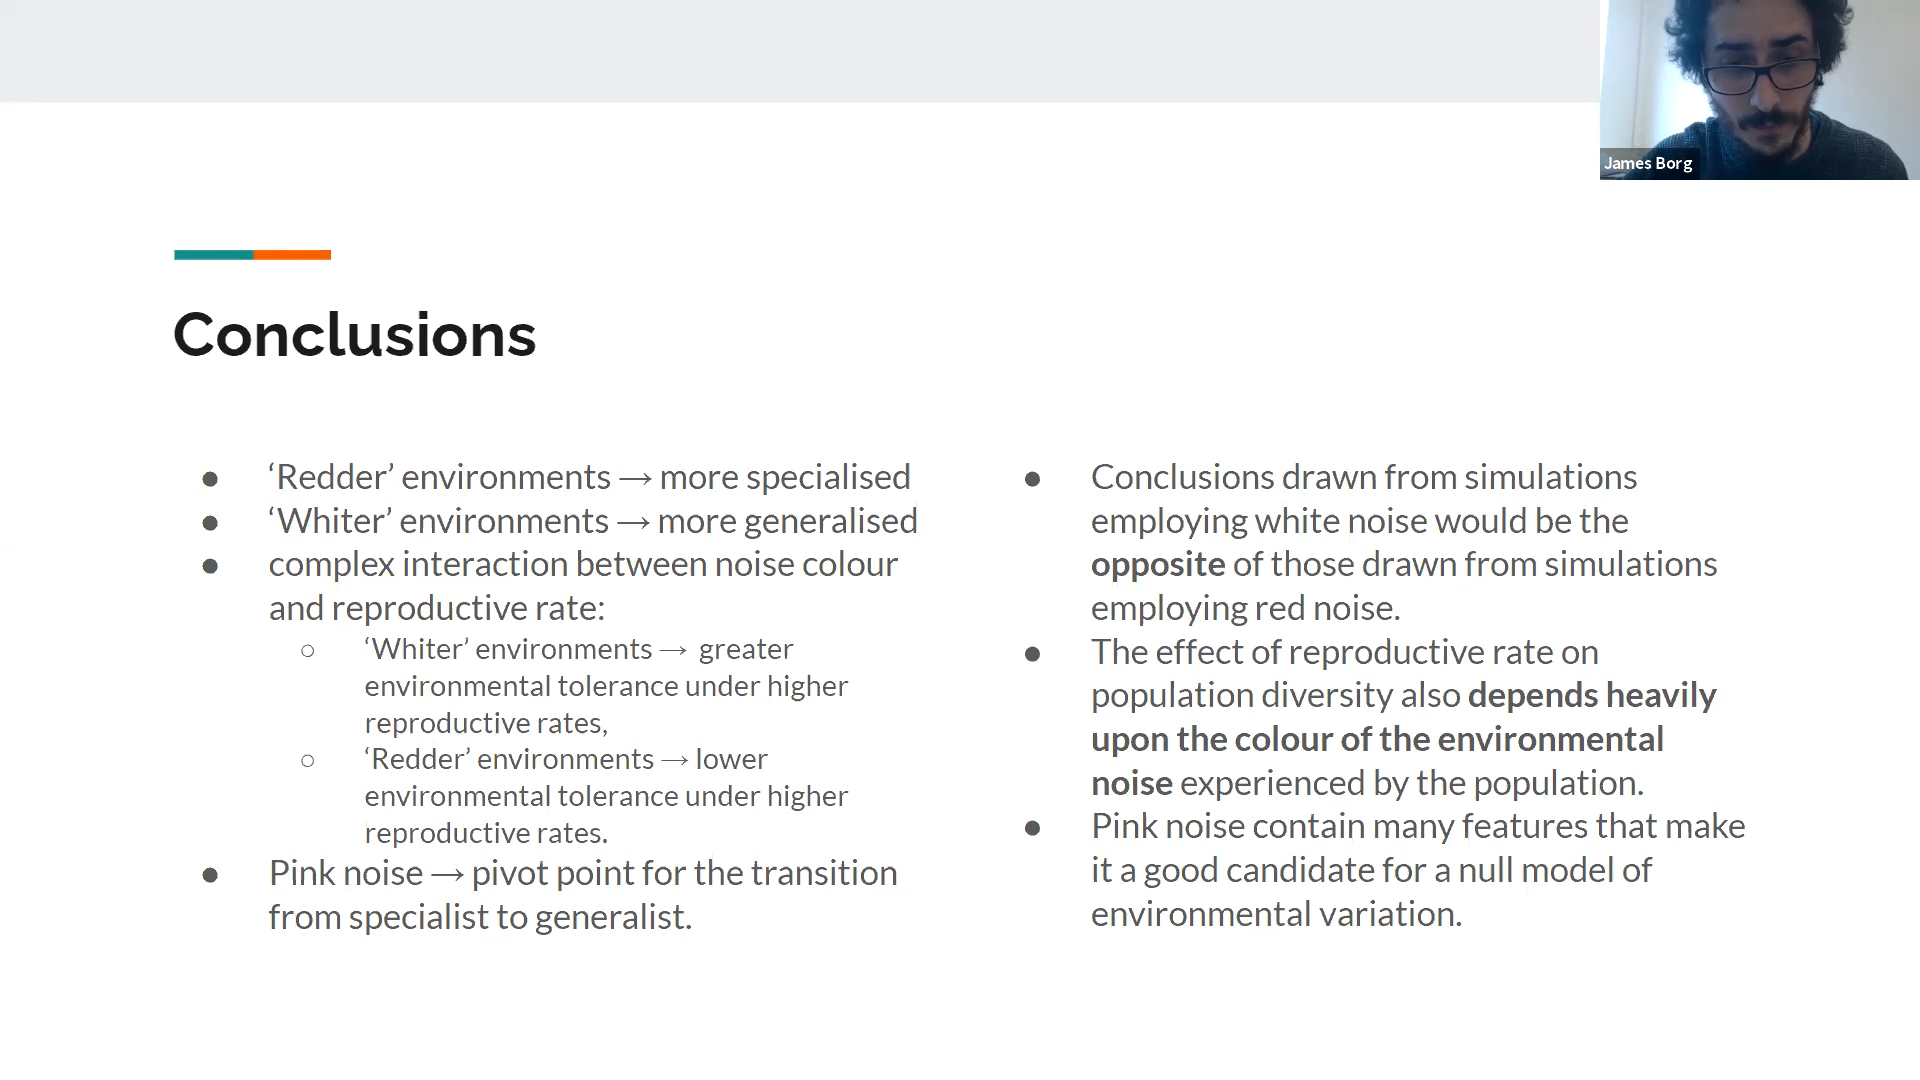 James Borg
Conclusions
● ‘Redder’ environments → more specialised
● ‘Whiter’ environments → more generalised
● complex interaction between noise colour
and reproductive rate:
○ ‘Whiter’ environments → greater
environmental tolerance under higher
reproductive rates,
○ ‘Redder’ environments → lower
environmental tolerance under higher
reproductive rates.
● Pink noise → pivot point for the transition
from specialist to generalist.
● Conclusions drawn from simulations
employing white noise would be the
opposite of those drawn from simulations
employing red noise.
● The effect of reproductive rate on
population diversity also depends heavily
upon the colour of the environmental
noise experienced by the population.
● Pink noise contain many features that make
it a good candidate for a null model of
environmental variation.